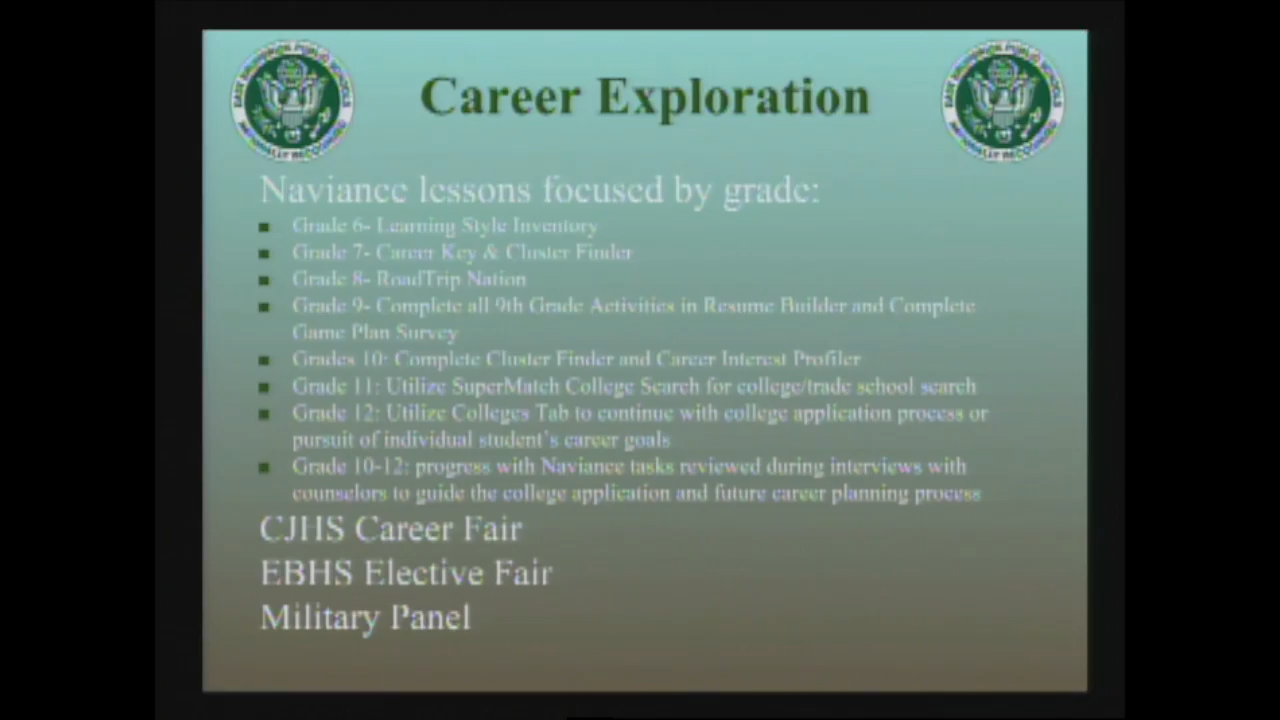 Career Exploration
Naviance lessons focused by grade:
Grade 6- Learning Style Inventory
Grade 7- Career Key & Cluster Finder
Grade 8- RoadTrip Nation
Grade 9- Complete all 9th Grade Activities in Resume Builder and Complete
Game Plan Survey
Grades 10: Complete Cluster Finder and Career Interest Profiler
Grade 11: Utilize SuperMatch College Search for college/trade school search
Grade 12: Utilize Colleges Tab to continue with college application process or
pursuit of individual student's career goals
Grade 10-12: progress with Naviance tasks reviewed during interviews with
counselors to guide the college application and future career planning process
CJHS Career Fair
EBHS Elective Fair
Military Panel